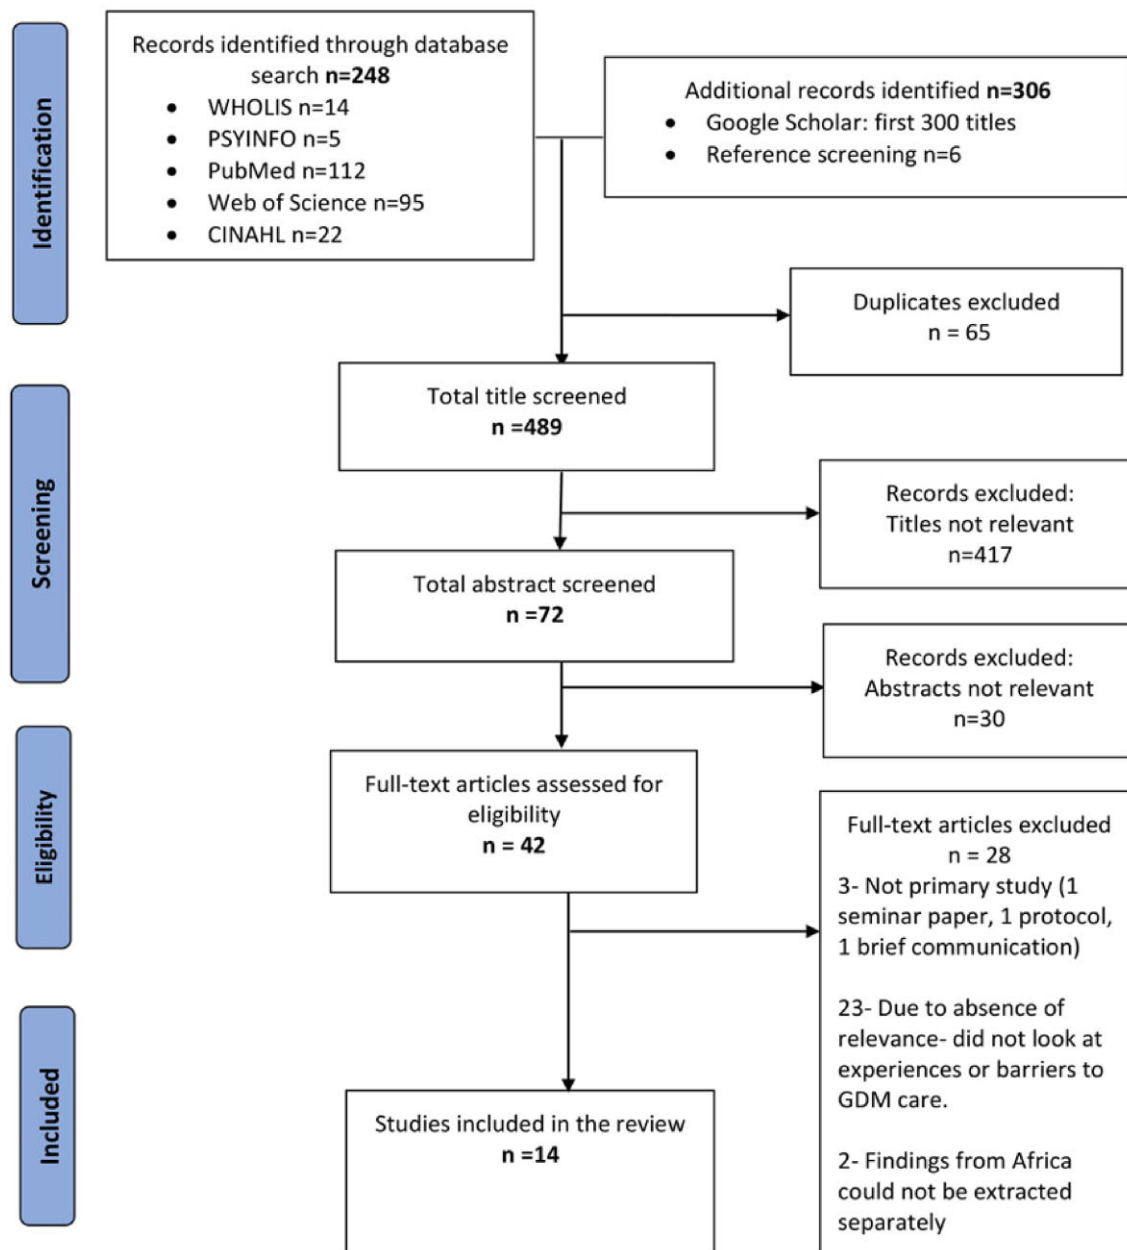 Identification
Records identified through database
search n=248
• WHOLIS n=14
• PSYINFO n=5
• PubMed n=112
• Web of Science n=95
• CINAHL n=22
Additional records identified n=306
• Google Scholar: first 300 titles
• Reference screening n=6
Duplicates excluded
n = 65
Screening
Total title screened
n =489
Records excluded:
Titles not relevant
n=417
Total abstract screened
n =72
Records excluded:
Abstracts not relevant
n=30
Eligibility
Full-text articles assessed for
eligibility
n = 42
Full-text articles excluded
n = 28
3- Not primary study (1
seminar paper, 1 protocol,
1 brief communication)
23- Due to absence of
relevance- did not look at
experiences or barriers to
GDM care.
2- Findings from Africa
could not be extracted
separately
Included
Studies included in the review
n =14